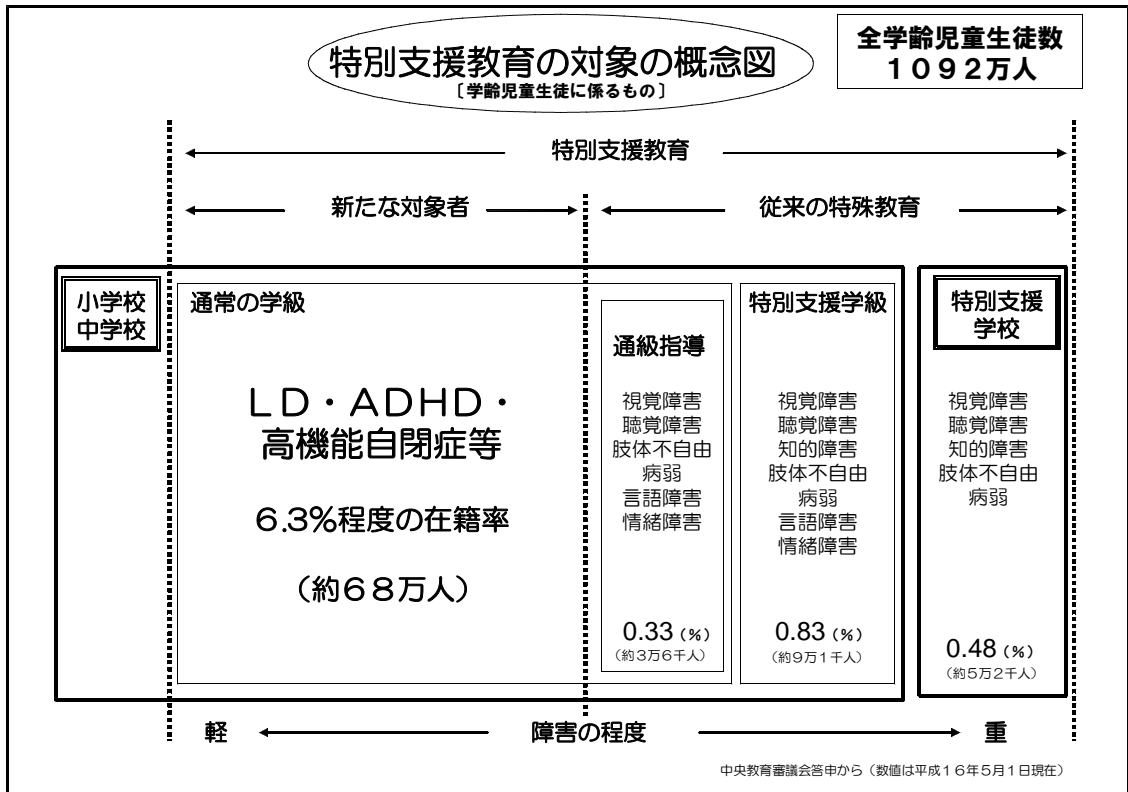 特別支援教育の対象の概念図
［学齢児童生徒に係るもの］
全学齢児童生徒数
１０９２万人
特別支援教育
新たな対象者
従来の特殊教育
小学校
中学校
通常の学級
ＬＤ・ＡＤＨＤ・
高機能自閉症等
６.３％程度の在籍率
（約６８万人）
通級指導
視覚障害
聴覚障害
肢体不自由
病弱
言語障害
情緒障害
0.33（％）
（約３万６千人）
特別支援学級
視覚障害
聴覚障害
知的障害
肢体不自由
病弱
言語障害
情緒障害
0.83（％）
（約９万１千人）
特別支援
学校
視覚障害
聴覚障害
知的障害
肢体不自由
病弱
0.48（％）
（約５万２千人）
軽
障害の程度
重
中央教育審議会答申から（数値は平成１６年５月１日現在）